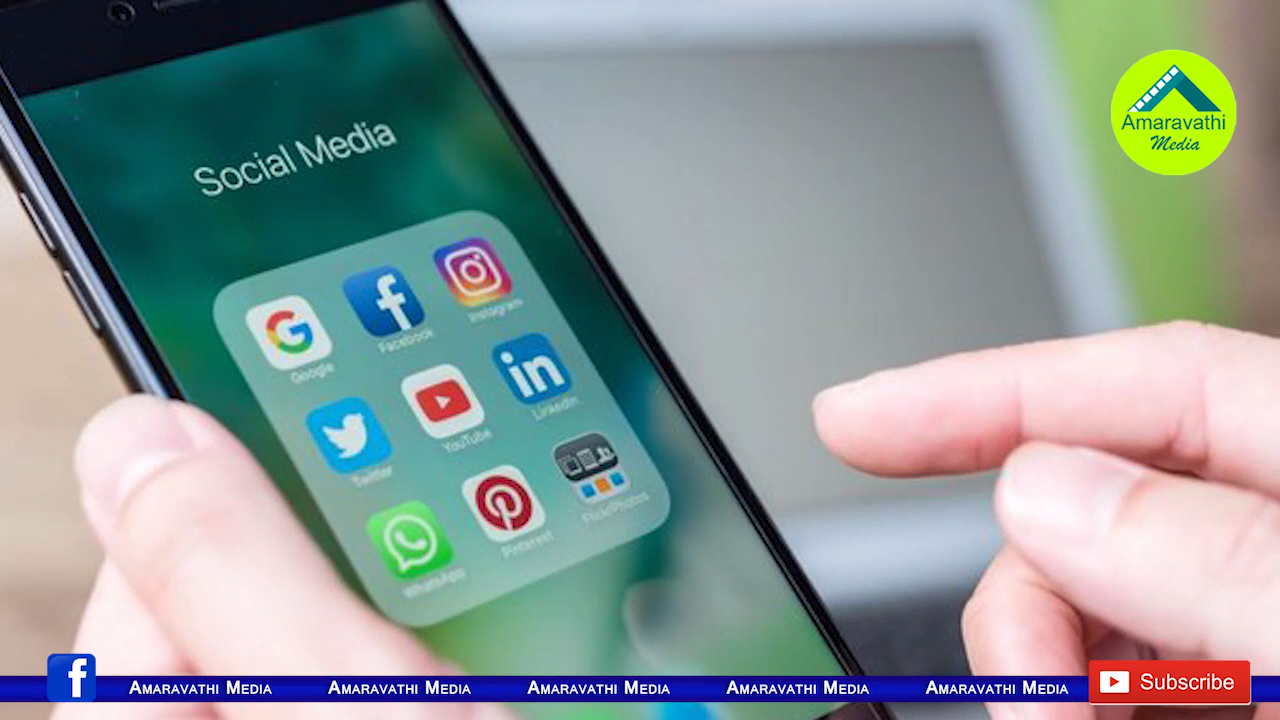 Social Media
Google
Facebook
Instagram
Twitter
YouTube
LinkedIn
WhatsApp
Pinterest
FlickrPhotos
Amaravathi
Media
Amaravathi Media Amaravathi Media Amaravathi Media Amaravathi Media Amaravathi Media
Subscribe